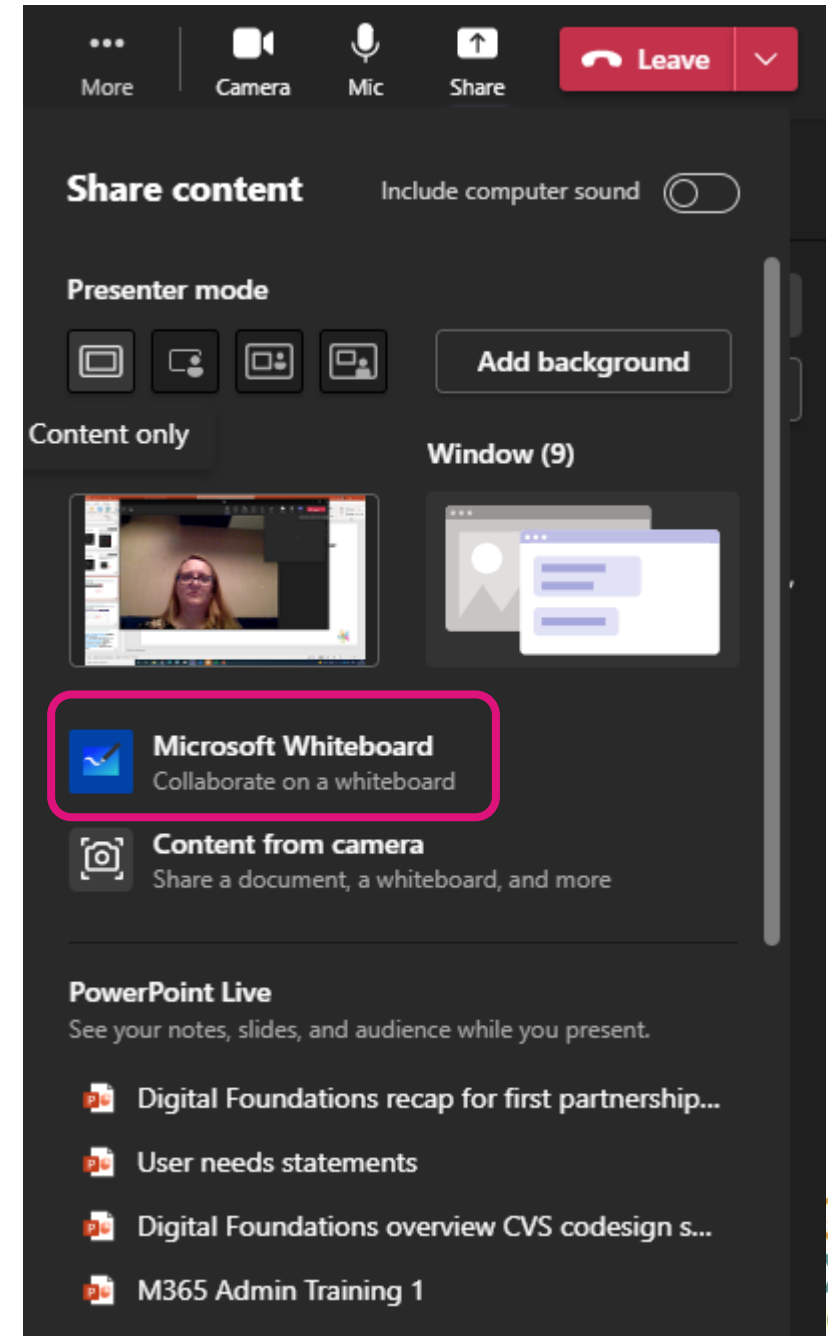 More
Camera
Mic
Share
Leave
Share content
Include computer sound
Presenter mode
Add background
Content only
Window (9)
Microsoft Whiteboard
Collaborate on a whiteboard
Content from camera
Share a document, a whiteboard, and more
PowerPoint Live
See your notes, slides, and audience while you present.
Digital Foundations recap for first partnership...
User needs statements
Digital Foundations overview CVS codesign s...
M365 Admin Training 1